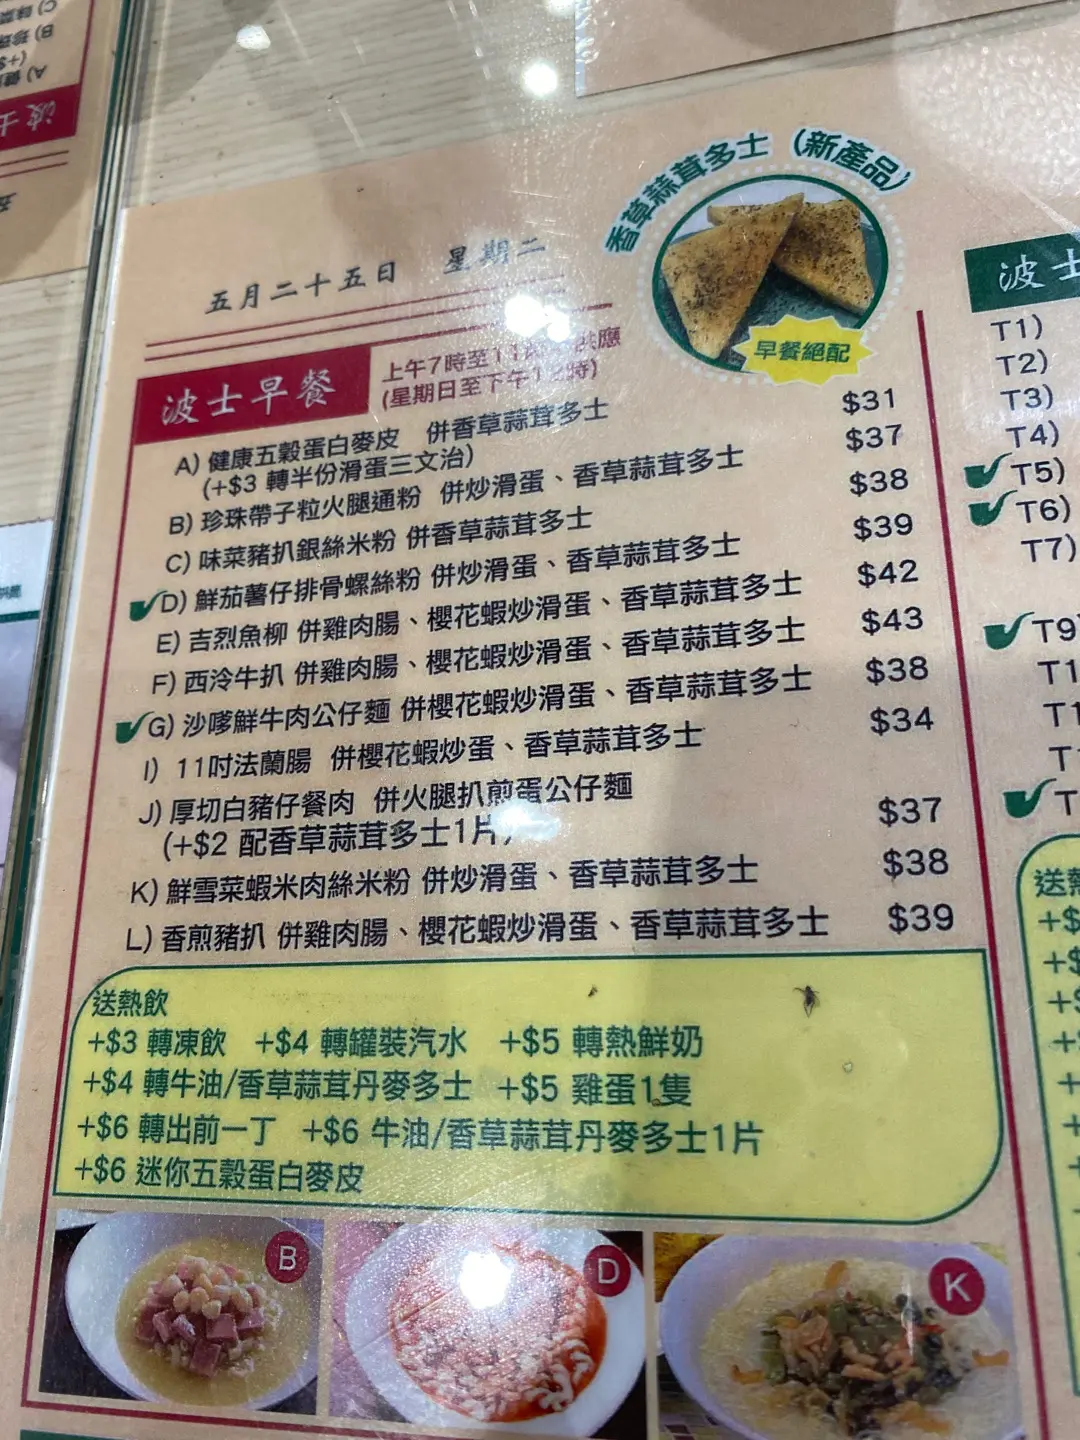 香草蒜茸多士（新產品）
早餐絕配
五月二十五日 星期二
波士早餐
上午7時至11 供應
(星期日至下午1 時)
A) 健康五穀蛋白麥皮 併香草蒜茸多士 $31
(+$3 轉半份滑蛋三文治)
B) 珍珠帶子粒火腿通粉 併炒滑蛋、香草蒜茸多士 $37
C) 味菜豬扒銀絲米粉 併香草蒜茸多士 $38
D) 鮮茄薯仔排骨螺絲粉 併炒滑蛋、香草蒜茸多士 $39
E) 吉烈魚柳 併雞肉腸、櫻花蝦炒滑蛋、香草蒜茸多士 $42
F) 西冷牛扒 併雞肉腸、櫻花蝦炒滑蛋、香草蒜茸多士 $43
G) 沙嗲鮮牛肉公仔麵 併櫻花蝦炒滑蛋、香草蒜茸多士 $38
I) 11吋法蘭腸 併櫻花蝦炒蛋、香草蒜茸多士 $34
J) 厚切白豬仔餐肉 併火腿扒煎蛋公仔麵 $37
(+$2 配香草蒜茸多士1片)
K) 鮮雪菜蝦米肉絲米粉 併炒滑蛋、香草蒜茸多士 $38
L) 香煎豬扒 併雞肉腸、櫻花蝦炒滑蛋、香草蒜茸多士 $39
送熱飲
+$3 轉凍飲 +$4 轉罐裝汽水 +$5 轉熱鮮奶
+$4 轉牛油/香草蒜茸丹麥多士 +$5 雞蛋1隻
+$6 轉出前一丁 +$6 牛油/香草蒜茸丹麥多士1片
+$6 迷你五穀蛋白麥皮
B
D
K
波士
T1)
T2)
T3)
T4)
T5)
T6)
T7)
T9)
送熱